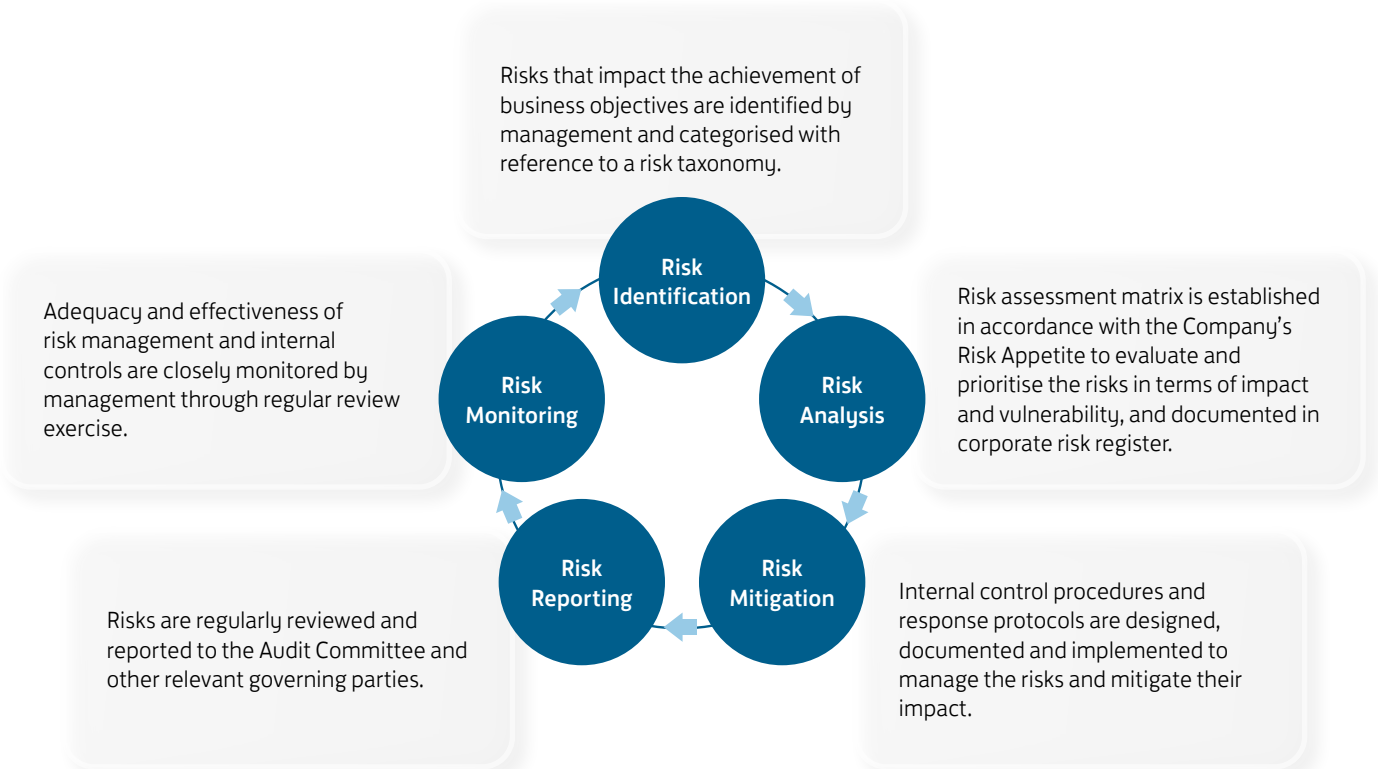 Risks that impact the achievement of
business objectives are identified by
management and categorised with
reference to a risk taxonomy.
Risk
Identification
Adequacy and effectiveness of
risk management and internal
controls are closely monitored by
management through regular review
exercise.
Risk
Monitoring
Risk
Analysis
Risk assessment matrix is established
in accordance with the Company's
Risk Appetite to evaluate and
prioritise the risks in terms of impact
and vulnerability, and documented in
corporate risk register.
Risks are regularly reviewed and
reported to the Audit Committee and
other relevant governing parties.
Risk
Reporting
Risk
Mitigation
Internal control procedures and
response protocols are designed,
documented and implemented to
manage the risks and mitigate their
impact.